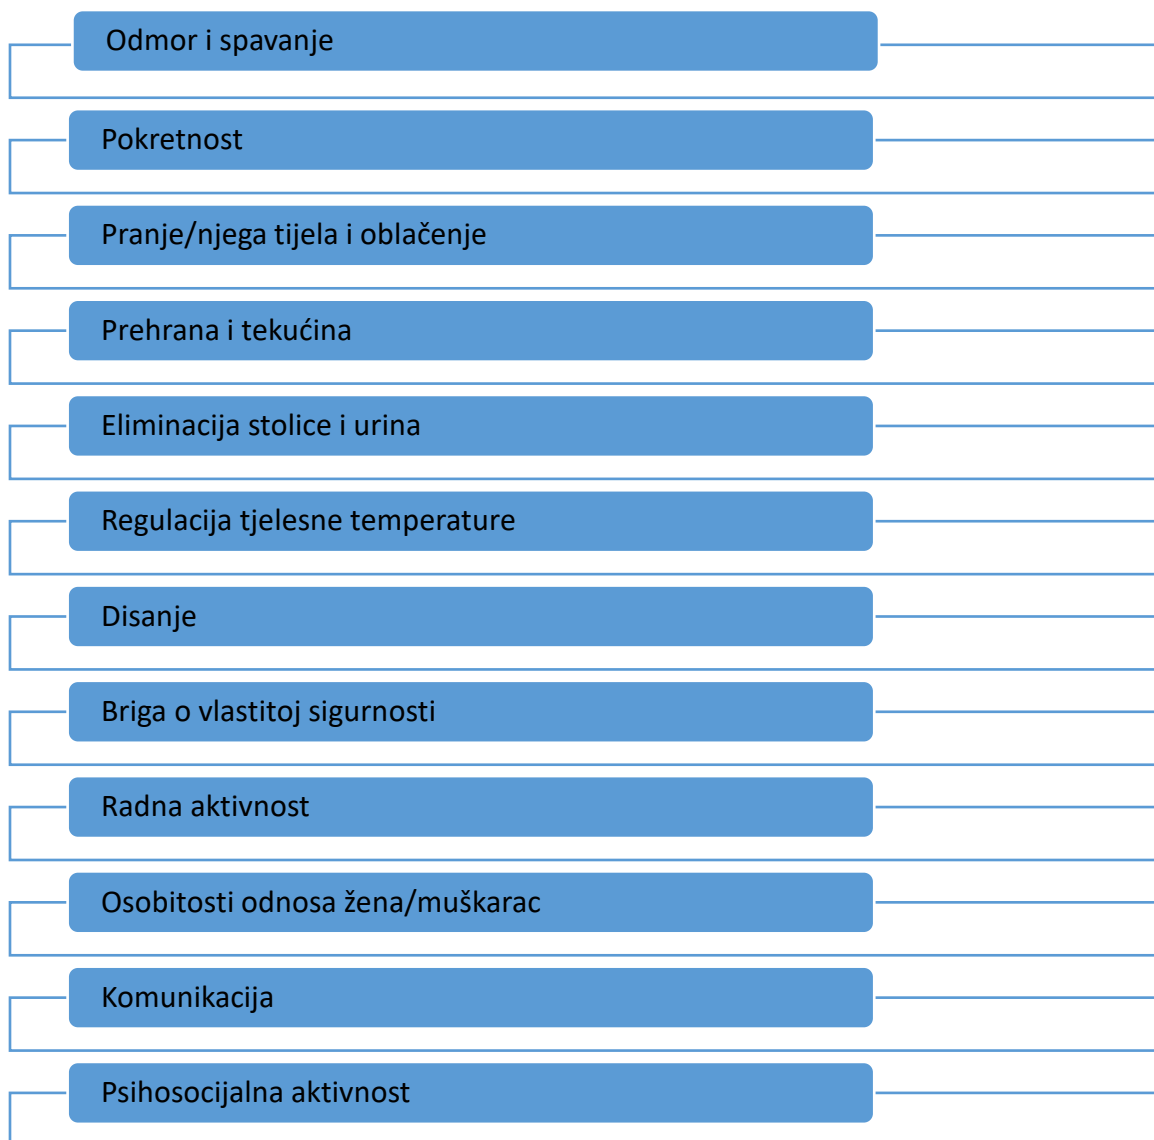 Odmor i spavanje
Pokretnost
Pranje/njega tijela i oblačenje
Prehrana i tekućina
Eliminacija stolice i urina
Regulacija tjelesne temperature
Disanje
Briga o vlastitoj sigurnosti
Radna aktivnost
Osobitosti odnosa žena/muškarac
Komunikacija
Psihosocijalna aktivnost